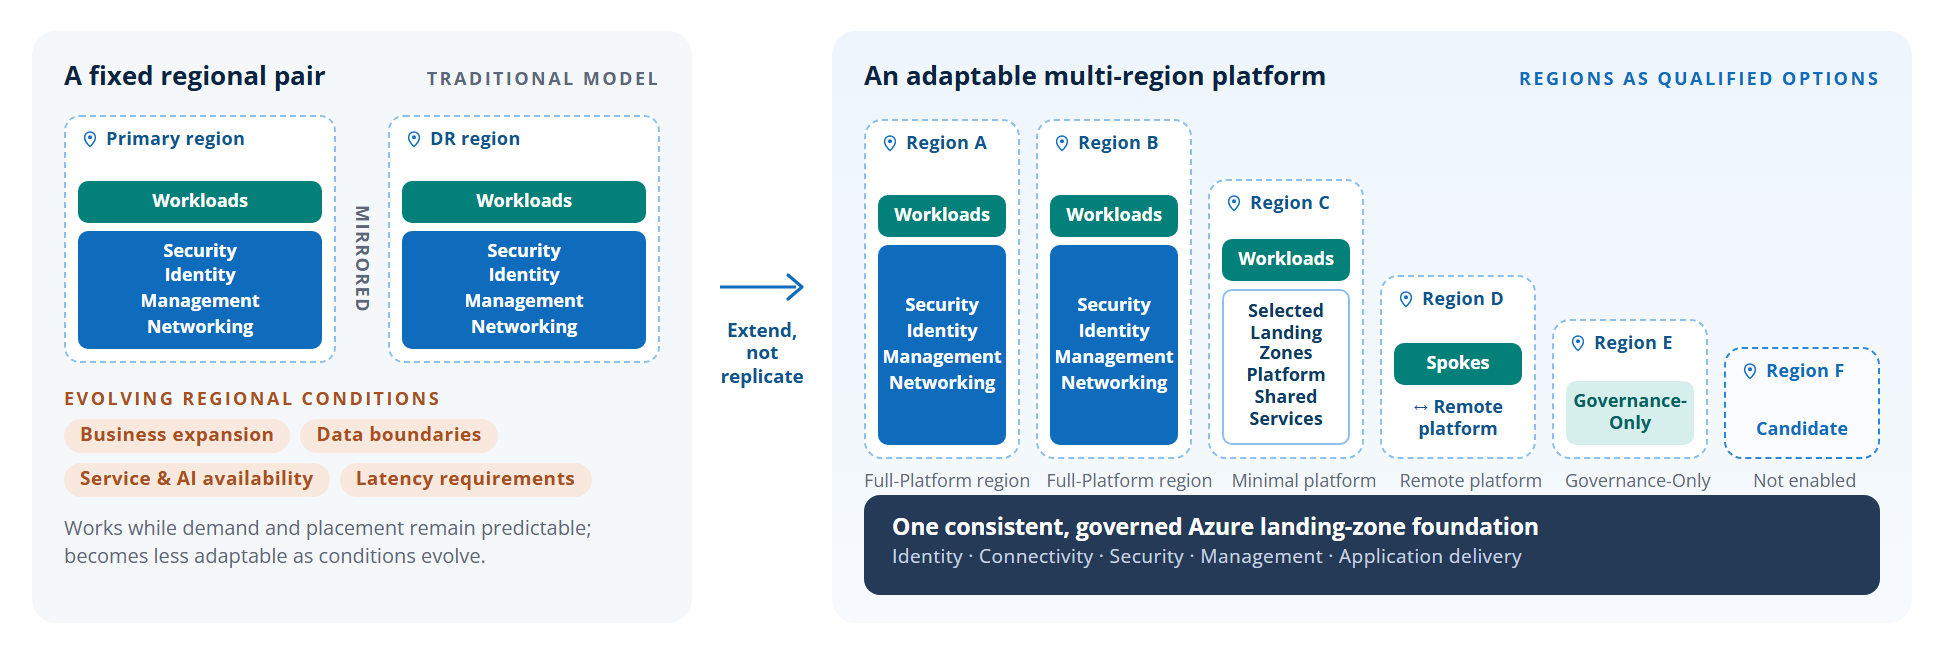 A fixed regional pair
TRADITIONAL MODEL
Primary region
Workloads
Security
Identity
Management
Networking
MIRRORED
DR region
Workloads
Security
Identity
Management
Networking
EVOLVING REGIONAL CONDITIONS
Business expansion
Data boundaries
Service & AI availability
Latency requirements
Works while demand and placement remain predictable;
becomes less adaptable as conditions evolve.
Extend,
not
replicate
An adaptable multi-region platform
REGIONS AS QUALIFIED OPTIONS
Region A
Workloads
Security
Identity
Management
Networking
Full-Platform region
Region B
Workloads
Security
Identity
Management
Networking
Full-Platform region
Region C
Workloads
Selected
Landing
Zones
Platform
Shared
Services
Minimal platform
Region D
Spokes
↔ Remote
platform
Remote platform
Region E
Governance-
Only
Governance-Only
Region F
Candidate
Not enabled
One consistent, governed Azure landing-zone foundation
Identity · Connectivity · Security · Management · Application delivery